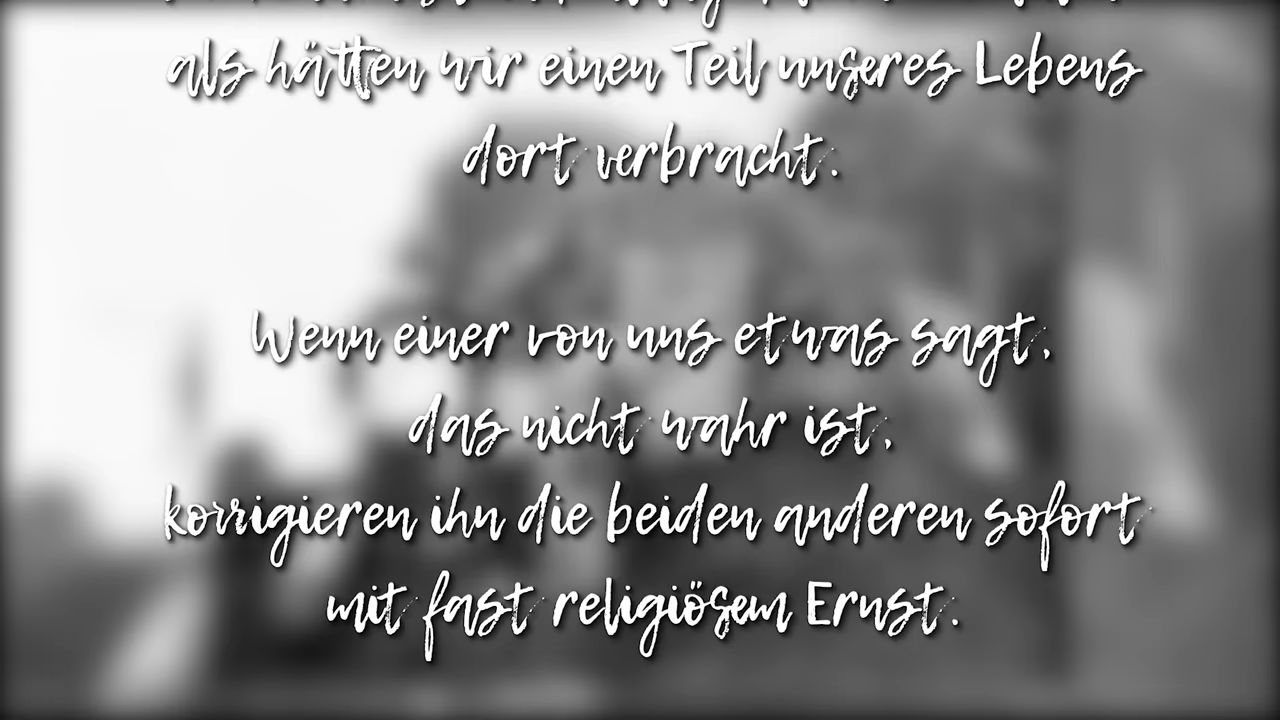 als hätten wir einen Teil unseres Lebens
dort verbracht.
Wenn einer von uns etwas sagt,
das nicht wahr ist,
korrigieren ihn die beiden anderen sofort
mit fast religiösem Ernst.